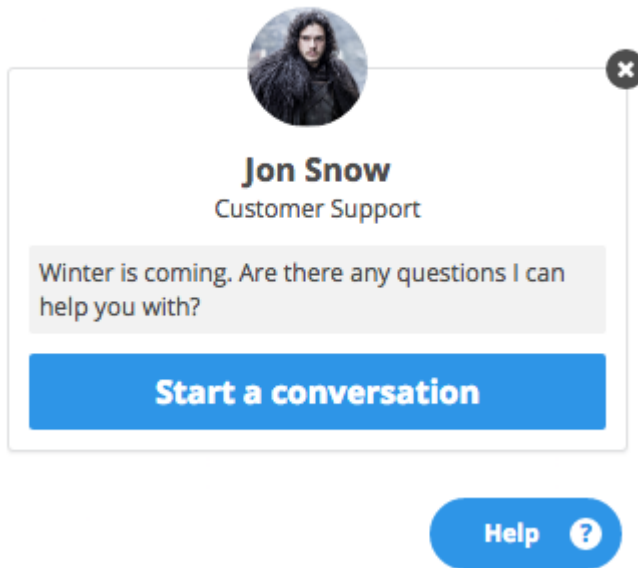 Jon Snow
Customer Support
Winter is coming. Are there any questions I can
help you with?
Start a conversation
Help ?